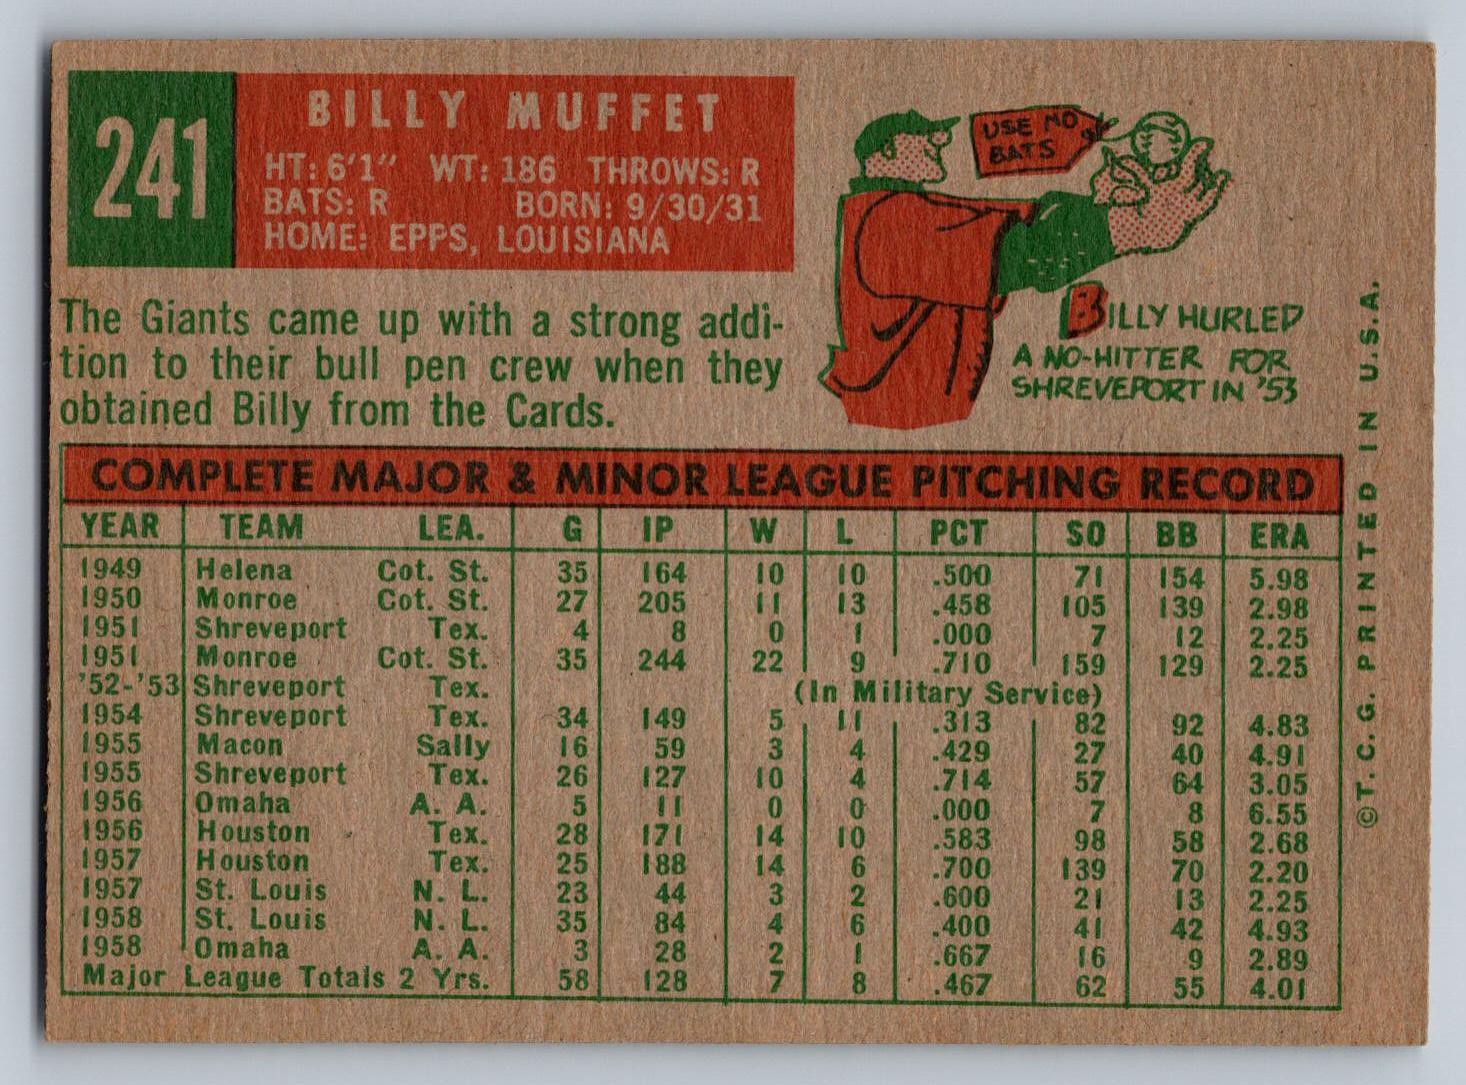 241
BILLY MUFFET
HT: 6'1" WT: 186 THROWS: R
BATS: R BORN: 9/30/31
HOME: EPPS, LOUISIANA
The Giants came up with a strong addi-
tion to their bull pen crew when they
obtained Billy from the Cards.
USE NO
BATS
BILLY HURLED
A NO-HITTER FOR
SHREVEPORT IN '53
COMPLETE MAJOR & MINOR LEAGUE PITCHING RECORD
YEAR TEAM LEA. G IP W L PCT SO BB ERA
1949 Helena Cot. St. 35 164 10 10 .500 71 154 5.98
1950 Monroe Cot. St. 27 205 11 13 .458 105 139 2.98
1951 Shreveport Tex. 4 8 0 1 .000 7 12 2.25
1951 Monroe Cot. St. 35 244 22 9 .710 159 129 2.25
'52-'53 Shreveport Tex. (In Military Service)
1954 Shreveport Tex. 34 149 5 11 .313 82 92 4.83
1955 Macon Sally 16 59 3 4 .429 27 40 4.91
1955 Shreveport Tex. 26 127 10 4 .714 57 64 3.05
1956 Omaha A. A. 5 11 0 0 .000 7 8 6.55
1956 Houston Tex. 28 171 14 10 .583 98 58 2.68
1957 Houston Tex. 25 188 14 6 .700 139 70 2.20
1957 St. Louis N. L. 23 44 3 2 .600 21 13 2.25
1958 St. Louis N. L. 35 84 4 6 .400 41 42 4.93
1958 Omaha A. A. 3 28 2 1 .667 16 9 2.89
Major League Totals 2 Yrs. 58 128 7 8 .467 62 55 4.01
©T.C.G. PRINTED IN U.S.A.